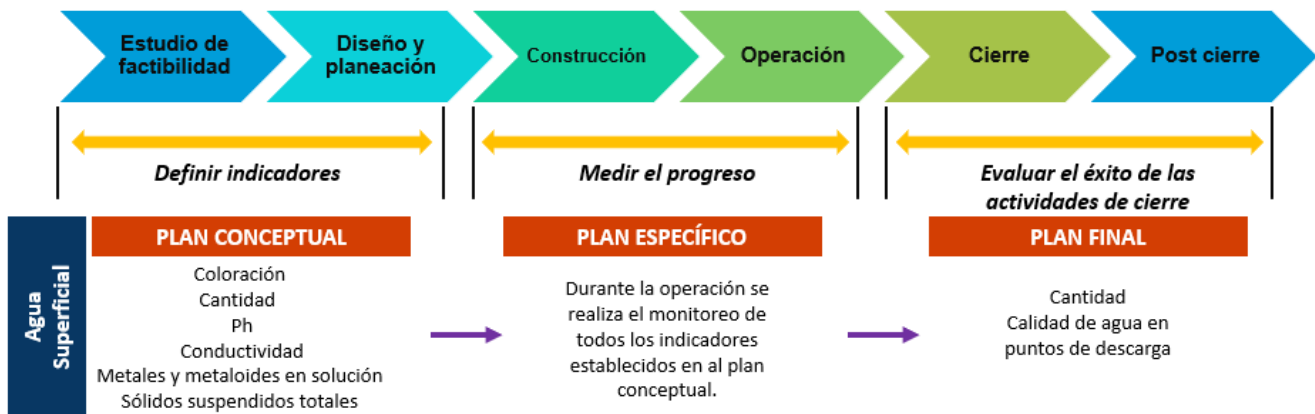 Estudio de
factibilidad
Diseño y
planeación
Construcción
Operación
Cierre
Post cierre
Definir indicadores
Medir el progreso
Evaluar el éxito de las
actividades de cierre
Agua
Superficial
PLAN CONCEPTUAL
Coloración
Cantidad
Ph
Conductividad
Metales y metaloides en solución
Sólidos suspendidos totales
PLAN ESPECÍFICO
Durante la operación se
realiza el monitoreo de
todos los indicadores
establecidos en al plan
conceptual.
PLAN FINAL
Cantidad
Calidad de agua en
puntos de descarga